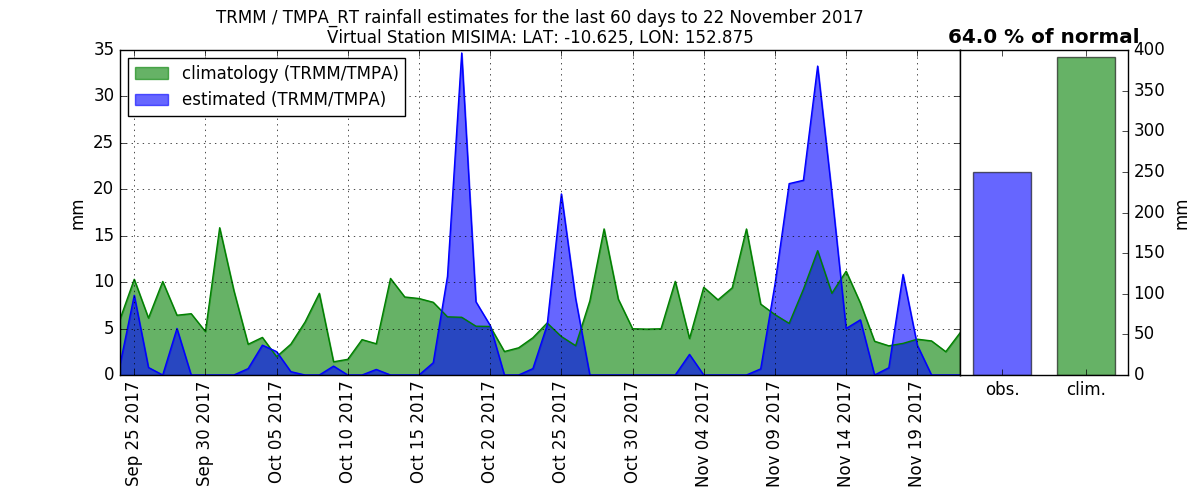 TRMM / TMPA_RT rainfall estimates for the last 60 days to 22 November 2017
Virtual Station MISIMA: LAT: -10.625, LON: 152.875
64.0 % of normal
climatology (TRMM/TMPA)
estimated (TRMM/TMPA)
35
30
25
20
15
10
5
0
mm
Sep 25 2017
Sep 30 2017
Oct 05 2017
Oct 10 2017
Oct 15 2017
Oct 20 2017
Oct 25 2017
Oct 30 2017
Nov 04 2017
Nov 09 2017
Nov 14 2017
Nov 19 2017
obs.
clim.
400
350
300
250
200
150
100
50
0
mm